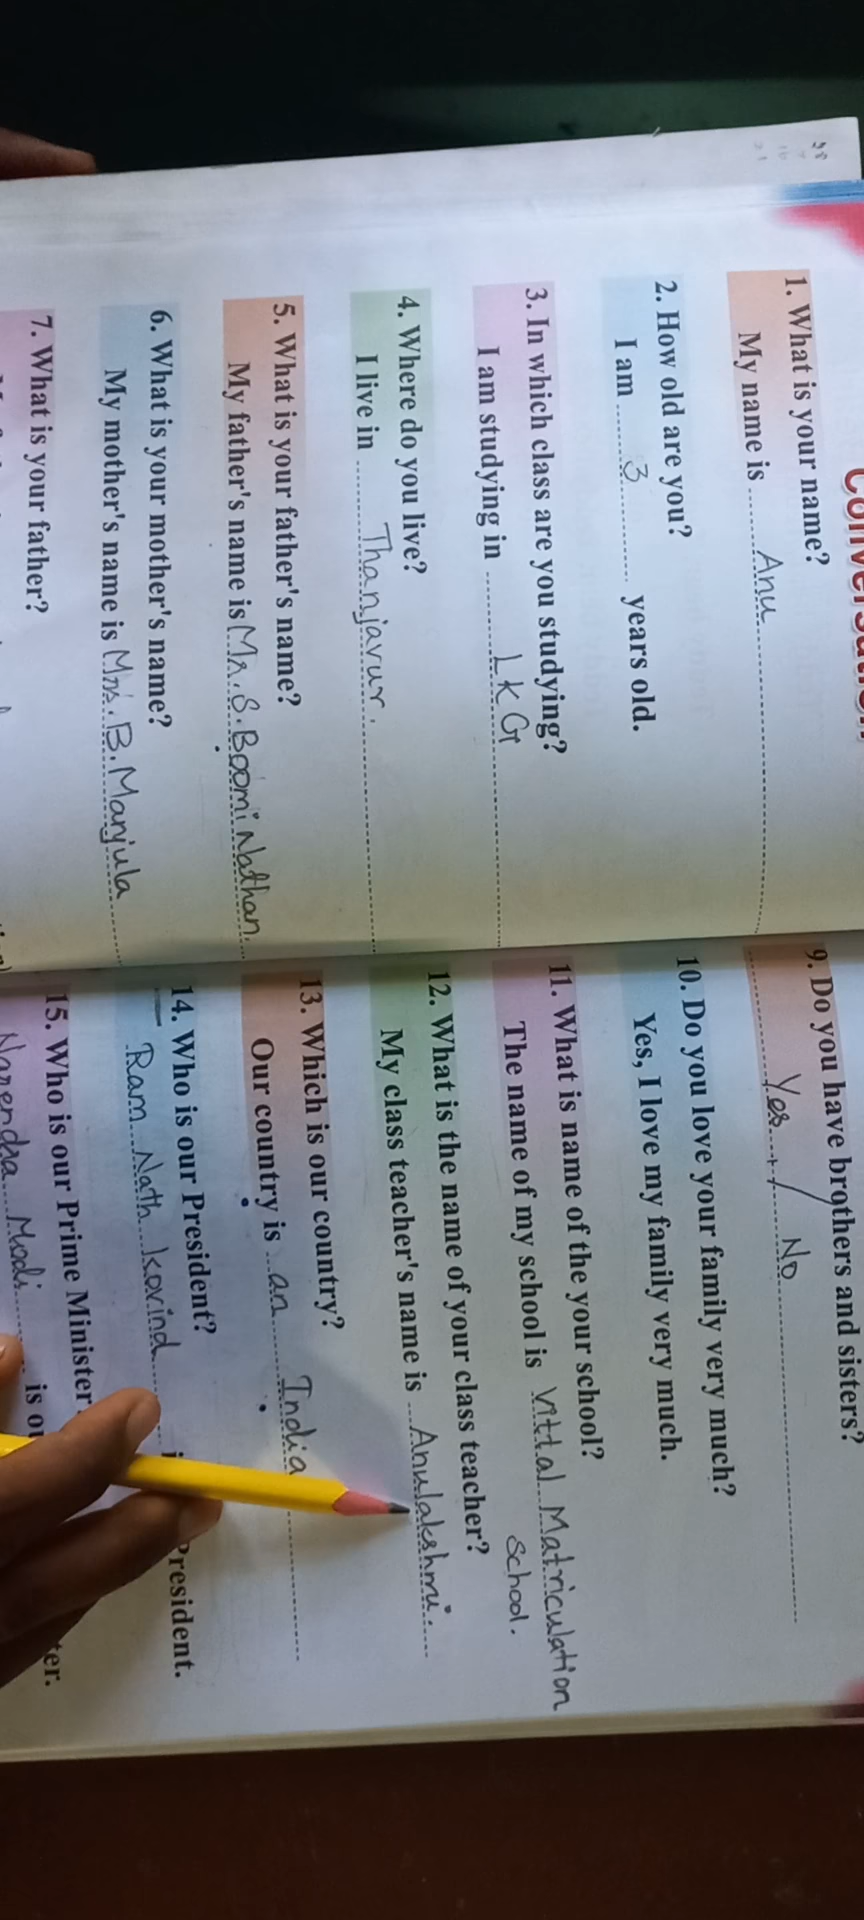 Conversation
1. What is your name?
My name is Anu
2. How old are you?
I am 3 years old.
3. In which class are you studying?
I am studying in LKG
4. Where do you live?
I live in Thanjavur.
5. What is your father's name?
My father's name is Mr. S. Boomi Nathan.
6. What is your mother's name?
My mother's name is Mrs. B. Manjula
7. What is your father?
9. Do you have brothers and sisters?
Yes / No
10. Do you love your family very much?
Yes, I love my family very much.
11. What is name of the your school?
The name of my school is Vittal Matriculation
School.
12. What is the name of your class teacher?
My class teacher's name is Anulakshmi.
13. Which is our country?
Our country is an India
14. Who is our President?
Ram Nath Kovind President.
15. Who is our Prime Minister
Narendra Modi is